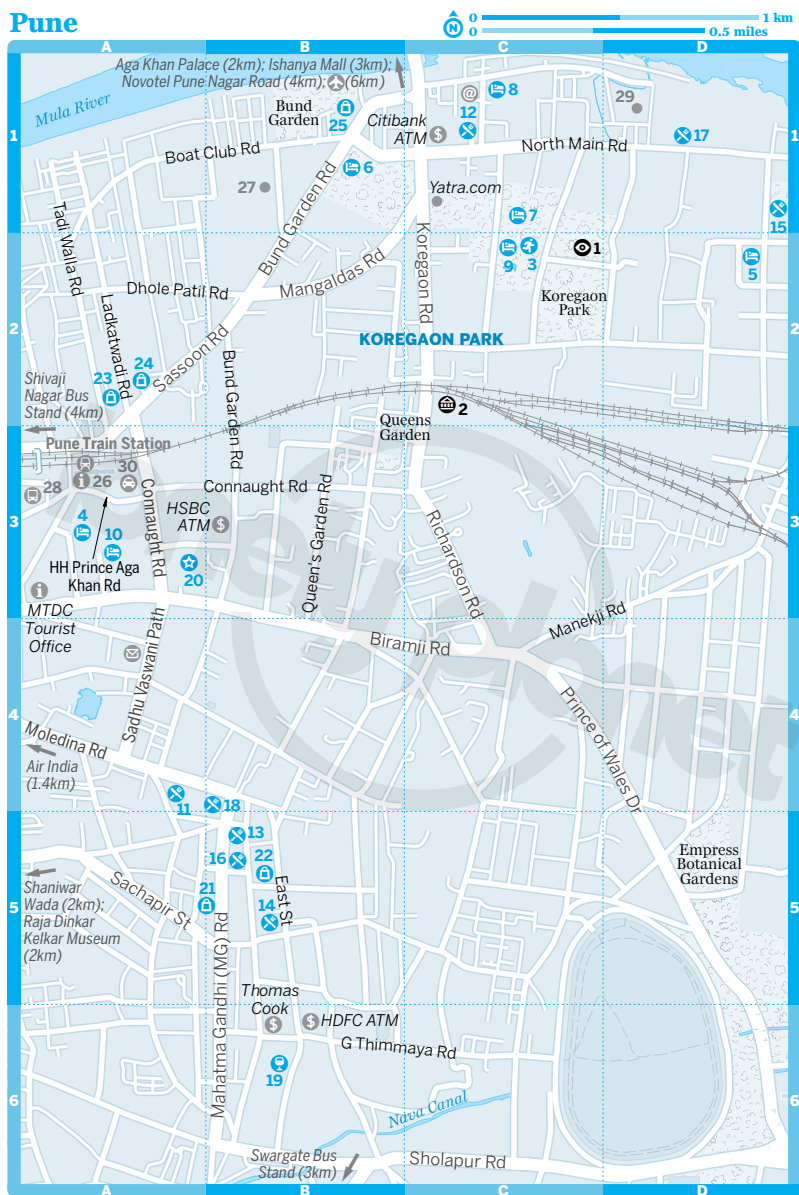 Pune
N
0
1 km
0
0.5 miles
A
B
C
D
Aga Khan Palace (2km); Ishanya Mall (3km);
Novotel Pune Nagar Road (4km);
(6km)
Mula River
Bund
Garden
25
Citibank
ATM
$
@
12
8
29
17
1
1
Boat Club Rd
North Main Rd
6
27
Yatra.com
7
15
Tadi Walla Rd
Bund Garden Rd
Koregaon Rd
9
3
1
5
Mangaldas Rd
Dhole Patil Rd
Koregaon
Park
Ladkatwadi Rd
2
2
KOREGAON PARK
Sassoon Rd
Bund Garden Rd
24
23
Shivaji
Nagar Bus
Stand (4km)
2
Queens
Garden
Pune Train Station
30
28
26
Connaught Rd
Connaught Rd
HSBC
ATM
$
Queen's Garden Rd
Richardson Rd
3
3
4
10
HH Prince Aga
Khan Rd
20
MTDC
Tourist
Office
Manekji Rd
Biramji Rd
Sadhu Vaswani Path
Prince of Wales Dr
4
4
Moledina Rd
Air India
(1.4km)
11
18
13
16
22
Empress
Botanical
Gardens
Shaniwar
Wada (2km);
Raja Dinkar
Kelkar Museum
(2km)
Sachapir St
21
East St
14
5
5
Mahatma Gandhi (MG) Rd
Thomas
Cook
$
$
HDFC ATM
G Thimmaya Rd
19
6
6
Nava Canal
Swargate Bus
Stand (3km)
Sholapur Rd
A
B
C
D
lonely planet